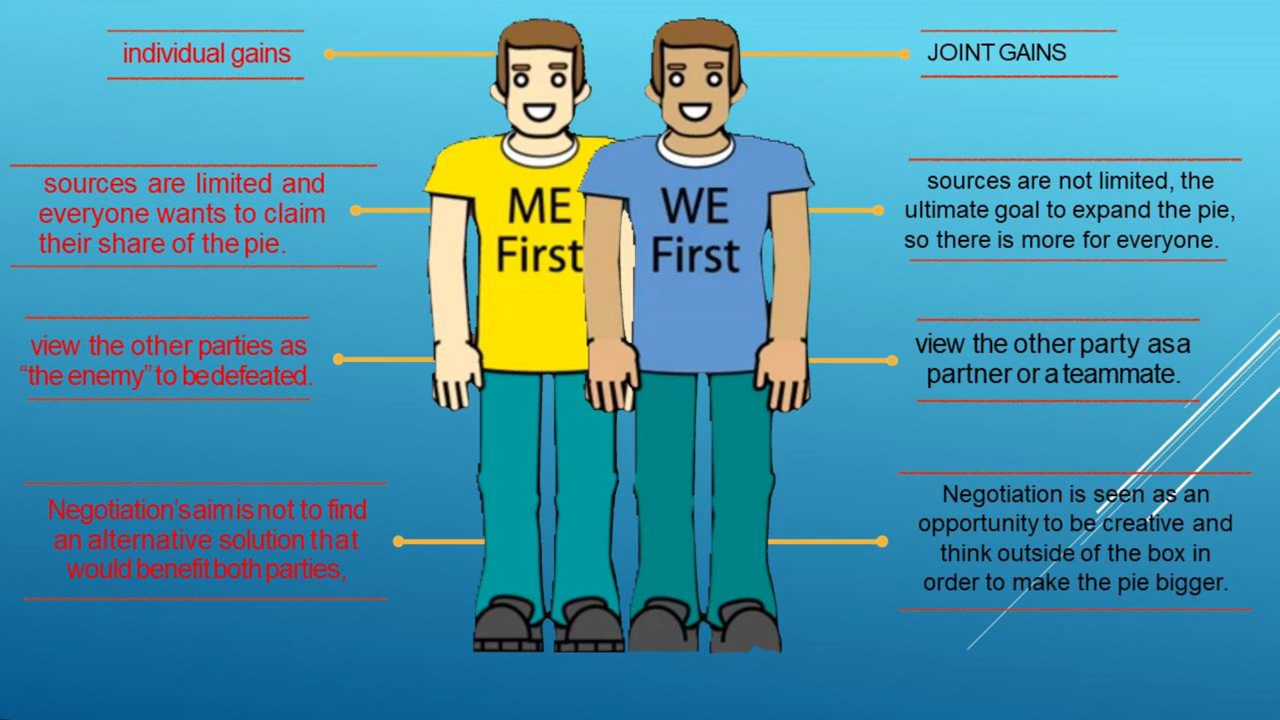 individual gains
sources are limited and
everyone wants to claim
their share of the pie.
view the other parties as
“the enemy” to be defeated.
Negotiation’s aim is not to find
an alternative solution that
would benefit both parties,
ME
First
WE
First
JOINT GAINS
sources are not limited, the
ultimate goal to expand the pie,
so there is more for everyone.
view the other party as a
partner or a teammate.
Negotiation is seen as an
opportunity to be creative and
think outside of the box in
order to make the pie bigger.